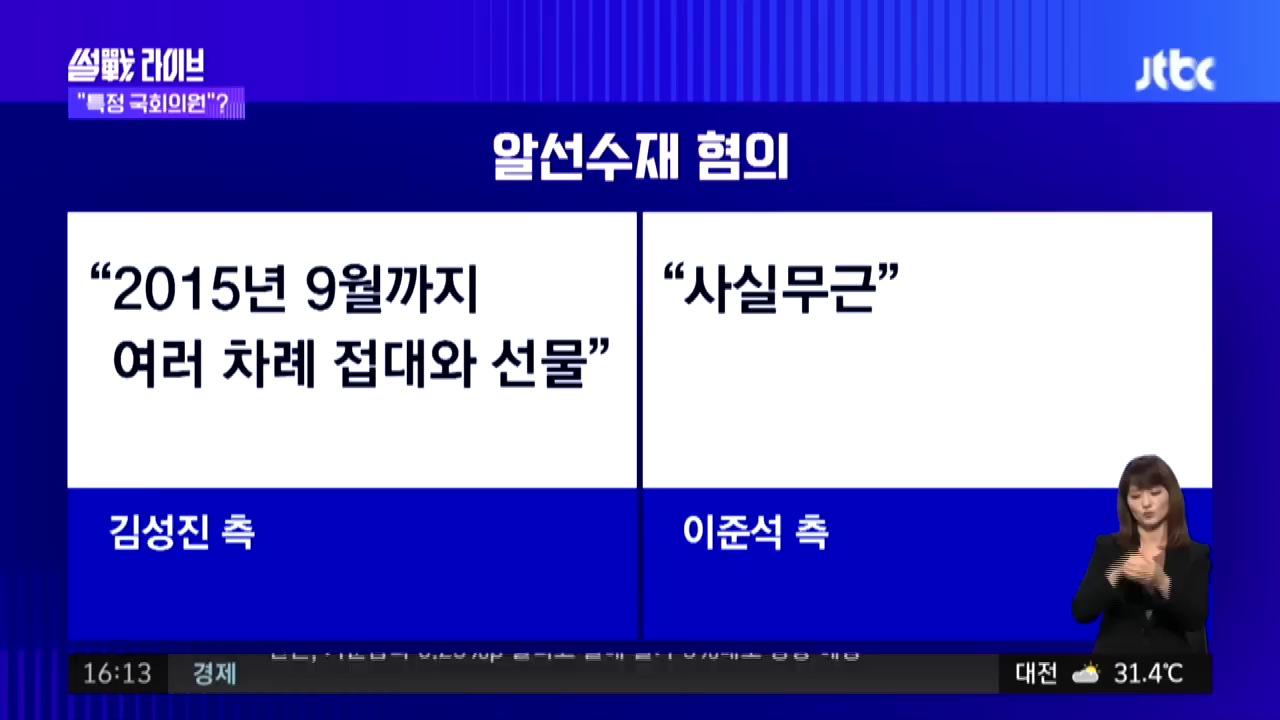 썰戰 라이브
jtbc
"특정 국회의원"?
알선수재 혐의
“2015년 9월까지
여러 차례 접대와 선물”
“사실무근”
김성진 측
이준석 측
16:13
경제
대전 31.4℃